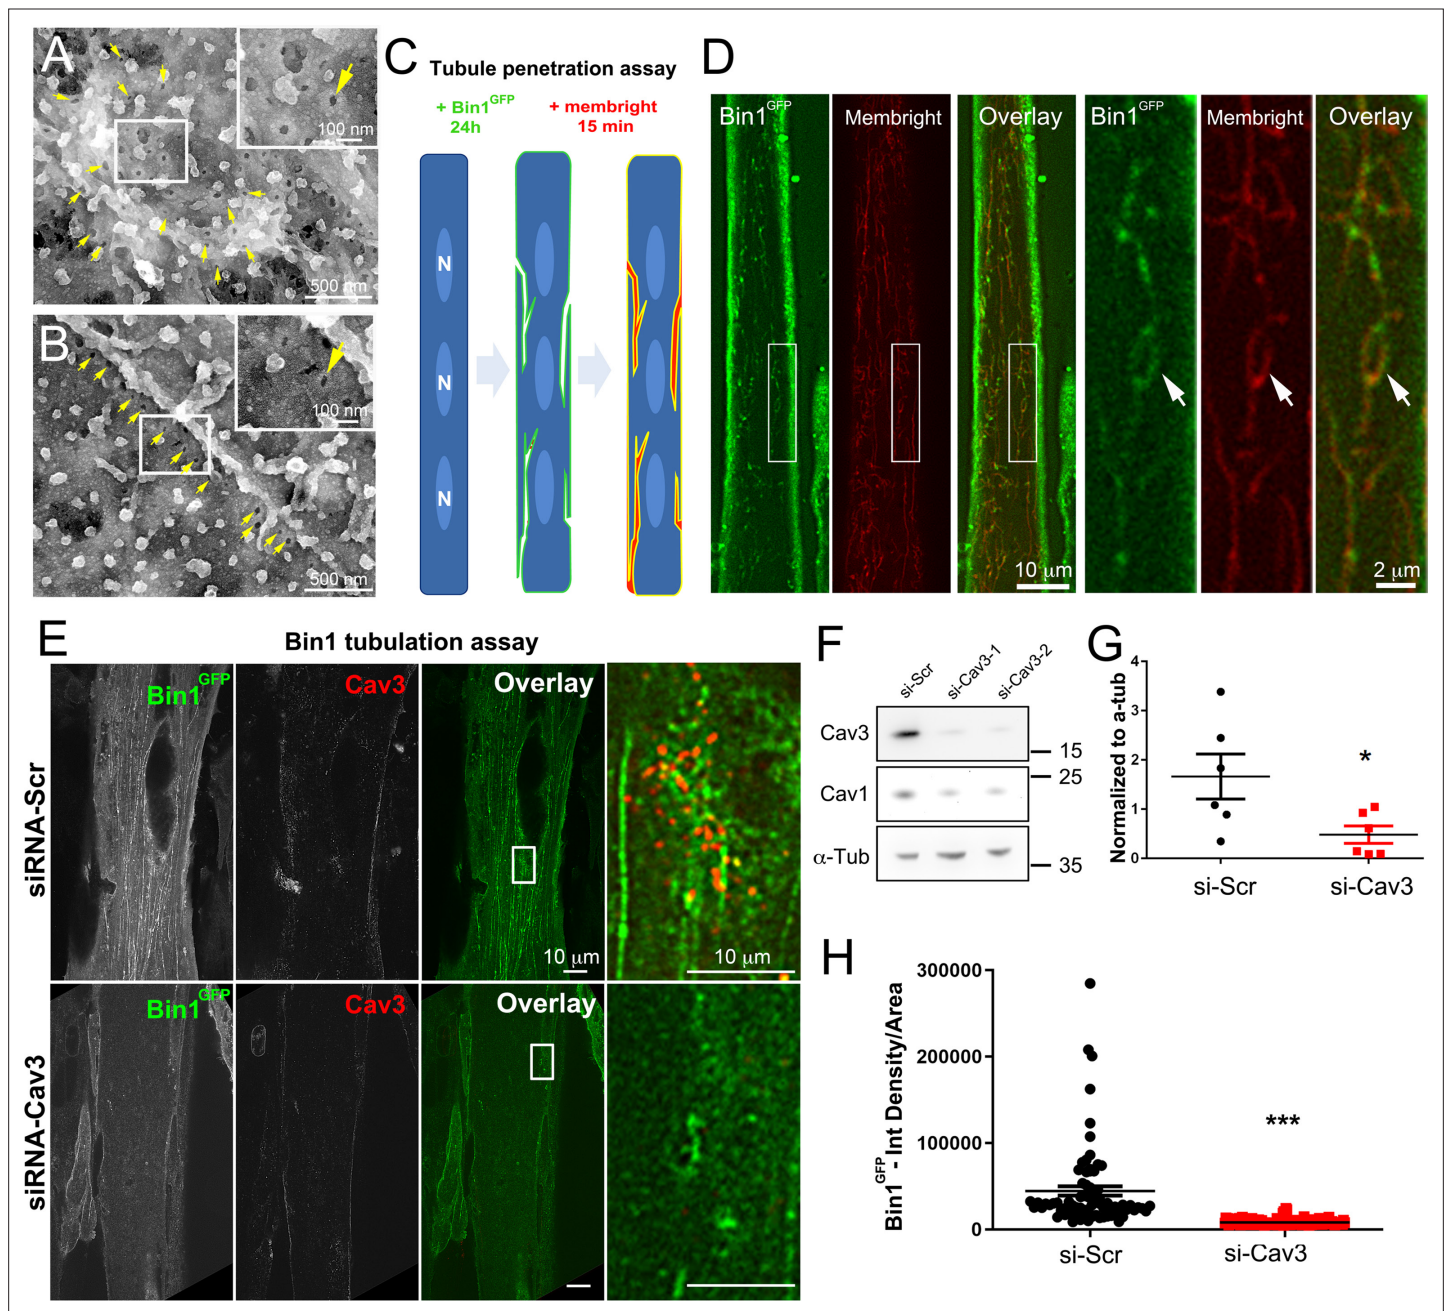 A
100 nm
500 nm
B
100 nm
500 nm
C
Tubule penetration assay
+ Bin1GFP
24h
+ membright
15 min
N
N
N
D
Bin1GFP
Membright
Overlay
10 μm
Bin1GFP
Membright
Overlay
2 μm
E
Bin1 tubulation assay
siRNA-Scr
Bin1GFP
Cav3
Overlay
10 μm
10 μm
siRNA-Cav3
Bin1GFP
Cav3
Overlay
F
si-Scr
si-Cav3-1
si-Cav3-2
Cav3
15
Cav1
25
α-Tub
35
G
Normalized to a-tub
4
3
2
1
0
*
si-Scr
si-Cav3
H
Bin1GFP - Int Density/Area
300000
200000
100000
0
***
si-Scr
si-Cav3